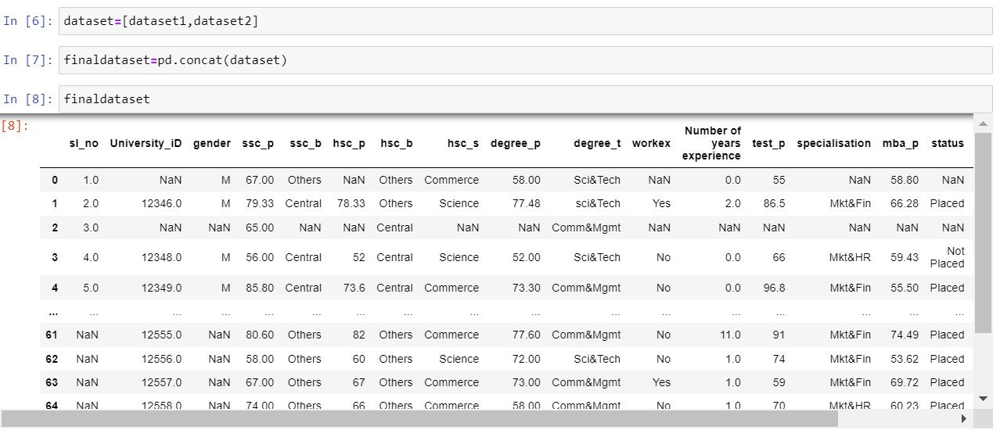 In [6]: dataset=[dataset1,dataset2]
In [7]: finaldataset=pd.concat(dataset)
In [8]: finaldataset
[8]:
sl_no University_iD gender ssc_p ssc_b hsc_p hsc_b hsc_s degree_p degree_t workex Number of years experience test_p specialisation mba_p status
0 1.0 NaN M 67.00 Others NaN Others Commerce 58.00 Sci&Tech NaN 0.0 55 NaN 58.80 NaN
1 2.0 12346.0 M 79.33 Central 78.33 Others Science 77.48 sci&Tech Yes 2.0 86.5 Mkt&Fin 66.28 Placed
2 3.0 NaN NaN 65.00 NaN NaN Central NaN NaN Comm&Mgmt NaN NaN NaN NaN NaN NaN
3 4.0 12348.0 M 56.00 Central 52 Central Science 52.00 Sci&Tech No 0.0 66 Mkt&HR 59.43 Not Placed
4 5.0 12349.0 M 85.80 Central 73.6 Central Commerce 73.30 Comm&Mgmt No 0.0 96.8 Mkt&Fin 55.50 Placed
... ... ... ... ... ... ... ... ... ... ... ... ... ... ... ... ...
61 NaN 12555.0 NaN 80.60 Others 82 Others Commerce 77.60 Comm&Mgmt No 11.0 91 Mkt&Fin 74.49 Placed
62 NaN 12556.0 NaN 58.00 Others 60 Others Science 72.00 Sci&Tech No 1.0 74 Mkt&Fin 53.62 Placed
63 NaN 12557.0 NaN 67.00 Others 67 Others Commerce 73.00 Comm&Mgmt Yes 1.0 59 Mkt&Fin 69.72 Placed
64 NaN 12558.0 NaN 74.00 Others 66 Others Commerce 58.00 Comm&Mgmt No 1.0 70 Mkt&HR 60.23 Placed